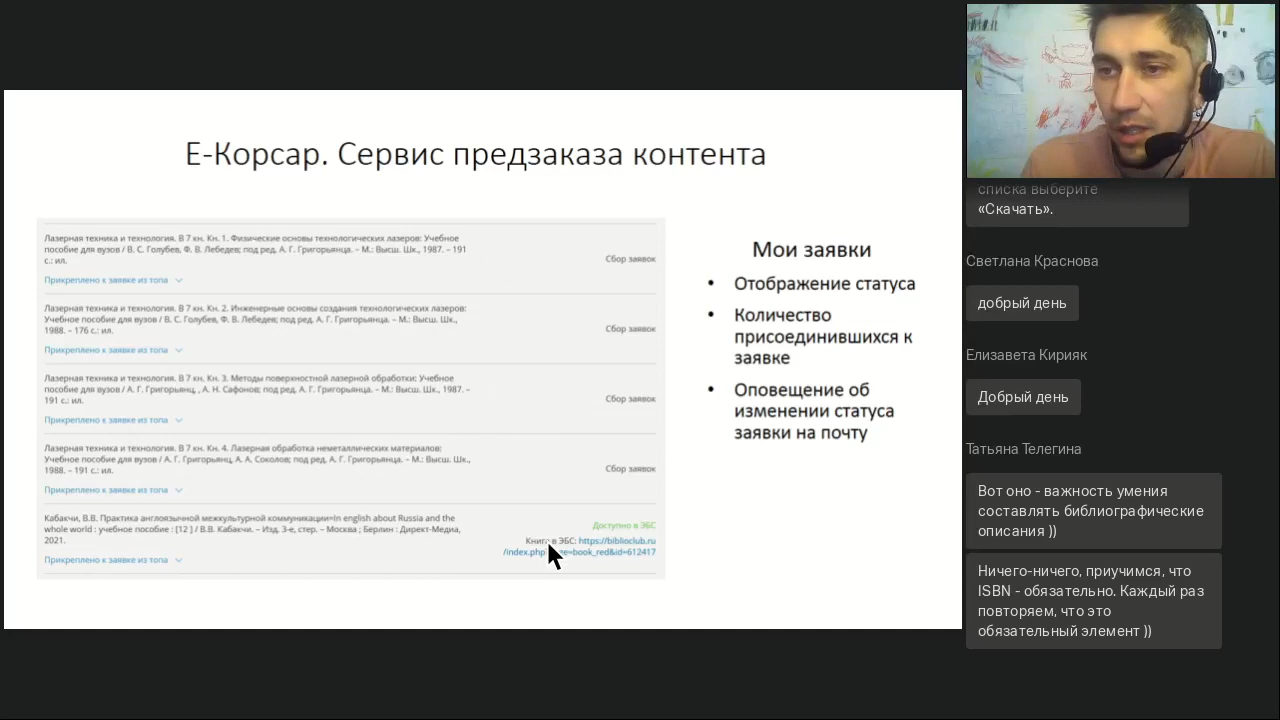 Е-Корсар. Сервис предзаказа контента
Лазерная техника и технология. В 7 кн. Кн. 1. Физические основы технологических лазеров: Учебное
пособие для вузов / В. С. Голубев, Ф. В. Лебедев; под ред. А. Г. Григорьянца. – М.: Высш. Шк., 1987. – 191
с.: ил.
Сбор заявок
Прикреплено к заявке из топа
Лазерная техника и технология. В 7 кн. Кн. 2. Инженерные основы создания технологических лазеров:
Учебное пособие для вузов / В. С. Голубев, Ф. В. Лебедев; под ред. А. Г. Григорьянца. – М.: Высш. Шк.,
1988. – 176 с.: ил.
Сбор заявок
Прикреплено к заявке из топа
Лазерная техника и технология. В 7 кн. Кн. 3. Методы поверхностной лазерной обработки: Учебное
пособие для вузов / А. Г. Григорьянц, , А. Н. Сафонов; под ред. А. Г. Григорьянца. – М.: Высш. Шк., 1987. –
191 с.: ил.
Сбор заявок
Прикреплено к заявке из топа
Лазерная техника и технология. В 7 кн. Кн. 4. Лазерная обработка неметаллических материалов:
Учебное пособие для вузов / А. Г. Григорьянц, А. А. Соколов; под ред. А. Г. Григорьянца. – М.: Высш. Шк.,
1988. – 191 с.: ил.
Сбор заявок
Прикреплено к заявке из топа
Кабакчи, В.В. Практика англоязычной межкультурной коммуникации=In english about Russia and the
whole world : учебное пособие : [12 ] / В.В. Кабакчи. – Изд. 3-е, стер. – Москва ; Берлин : Директ-Медиа,
2021.
Доступно в ЭБС
Книга в ЭБС: https://biblioclub.ru
/index.php?
=book_red&id=612417
Прикреплено к заявке из топа
Мои заявки
• Отображение статуса
• Количество
присоединившихся к
заявке
• Оповещение об
изменении статуса
заявки на почту
списка выберите
«Скачать».
Светлана Краснова
добрый день
Елизавета Кирияк
Добрый день
Татьяна Телегина
Вот оно - важность умения
составлять библиографические
описания ))
Ничего-ничего, приучимся, что
ISBN - обязательно. Каждый раз
повторяем, что это
обязательный элемент ))